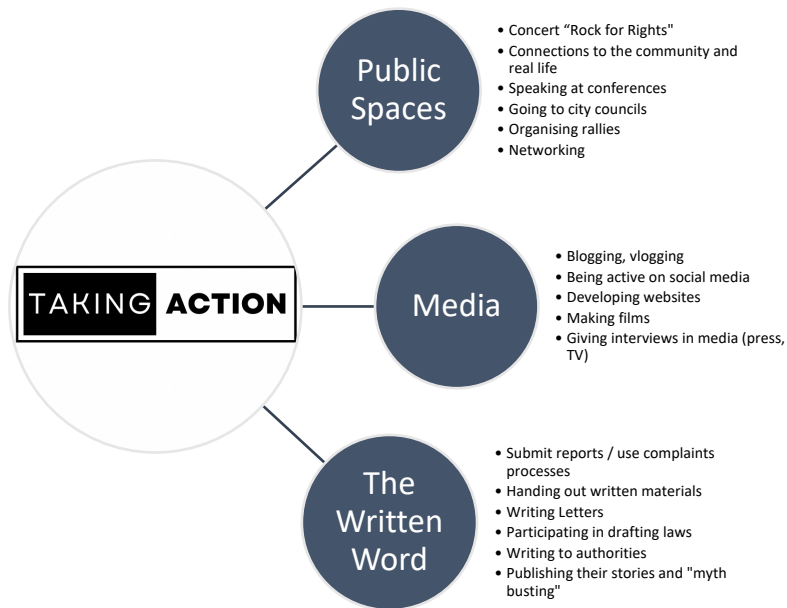 TAKING ACTION
Public
Spaces
• Concert “Rock for Rights"
• Connections to the community and
real life
• Speaking at conferences
• Going to city councils
• Organising rallies
• Networking
Media
• Blogging, vlogging
• Being active on social media
• Developing websites
• Making films
• Giving interviews in media (press,
TV)
The
Written
Word
• Submit reports / use complaints
processes
• Handing out written materials
• Writing Letters
• Participating in drafting laws
• Writing to authorities
• Publishing their stories and "myth
busting"